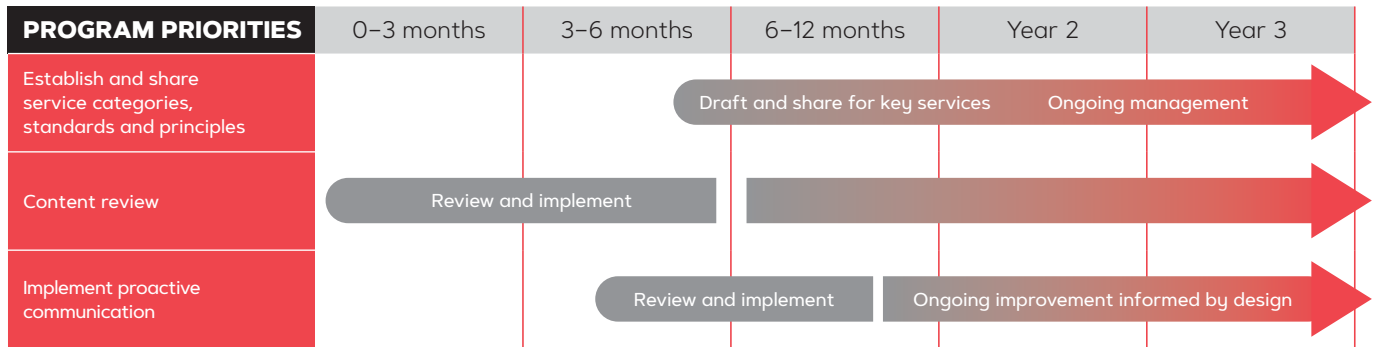 PROGRAM PRIORITIES 0–3 months 3–6 months 6–12 months Year 2 Year 3
Establish and share
service categories,
standards and principles
Draft and share for key services Ongoing management
Content review
Review and implement
Implement proactive
communication
Review and implement Ongoing improvement informed by design